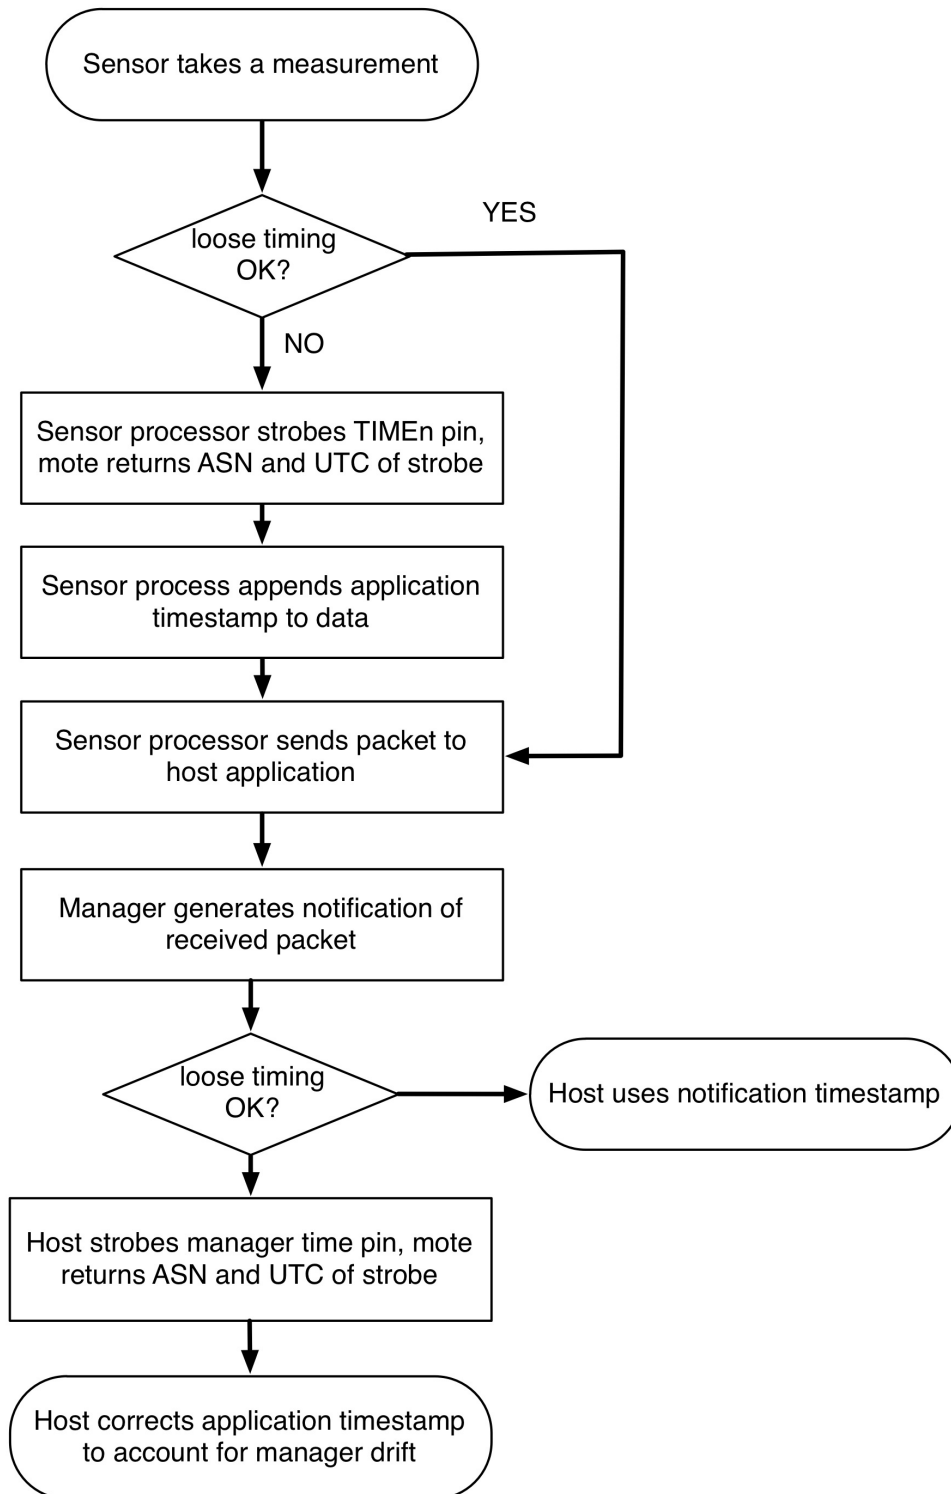 Sensor takes a measurement
loose timing
OK?
YES
NO
Sensor processor strobes TIMEn pin,
mote returns ASN and UTC of strobe
Sensor process appends application
timestamp to data
Sensor processor sends packet to
host application
Manager generates notification of
received packet
loose timing
OK?
Host uses notification timestamp
Host strobes manager time pin, mote
returns ASN and UTC of strobe
Host corrects application timestamp
to account for manager drift